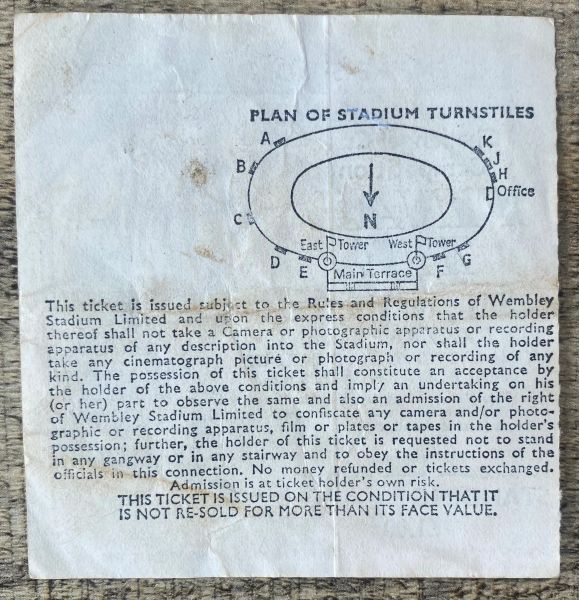 PLAN OF STADIUM TURNSTILES
A
B
C
D
E
F
G
H
J
K
Office
N
East Tower
West Tower
Main Terrace
This ticket is issued subject to the Rules and Regulations of Wembley
Stadium Limited and upon the express conditions that the holder
thereof shall not take a Camera or photographic apparatus or recording
apparatus of any description into the Stadium, nor shall the holder
take any cinematograph picture or photograph or recording of any
kind. The possession of this ticket shall constitute an acceptance by
the holder of the above conditions and imply an undertaking on his
(or her) part to observe the same and also an admission of the right
of Wembley Stadium Limited to confiscate any camera and/or photo-
graphic or recording apparatus, film or plates or tapes in the holder's
possession; further, the holder of this ticket is requested not to stand
in any gangway or in any stairway and to obey the instructions of the
officials in this connection. No money refunded or tickets exchanged.
Admission is at ticket holder's own risk.
THIS TICKET IS ISSUED ON THE CONDITION THAT IT
IS NOT RE-SOLD FOR MORE THAN ITS FACE VALUE.